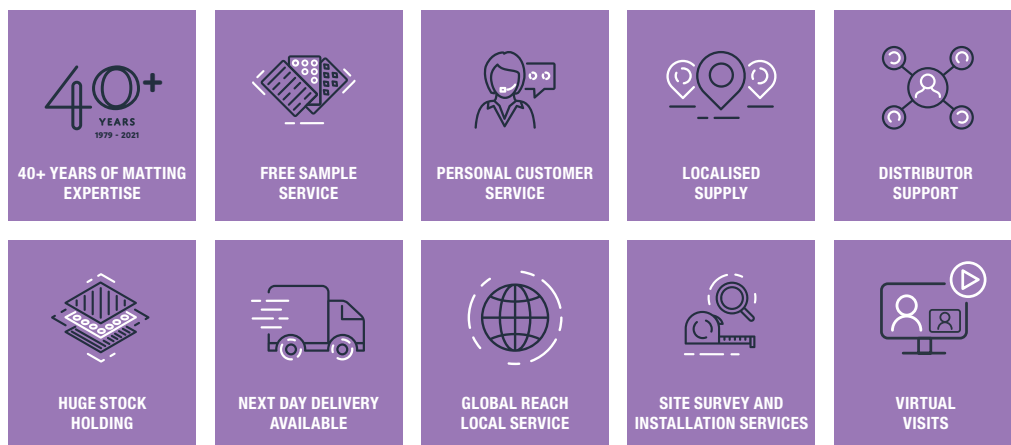 40+
YEARS
1979 - 2021
40+ YEARS OF MATTING
EXPERTISE
FREE SAMPLE
SERVICE
PERSONAL CUSTOMER
SERVICE
LOCALISED
SUPPLY
DISTRIBUTOR
SUPPORT
HUGE STOCK
HOLDING
NEXT DAY DELIVERY
AVAILABLE
GLOBAL REACH
LOCAL SERVICE
SITE SURVEY AND
INSTALLATION SERVICES
VIRTUAL
VISITS